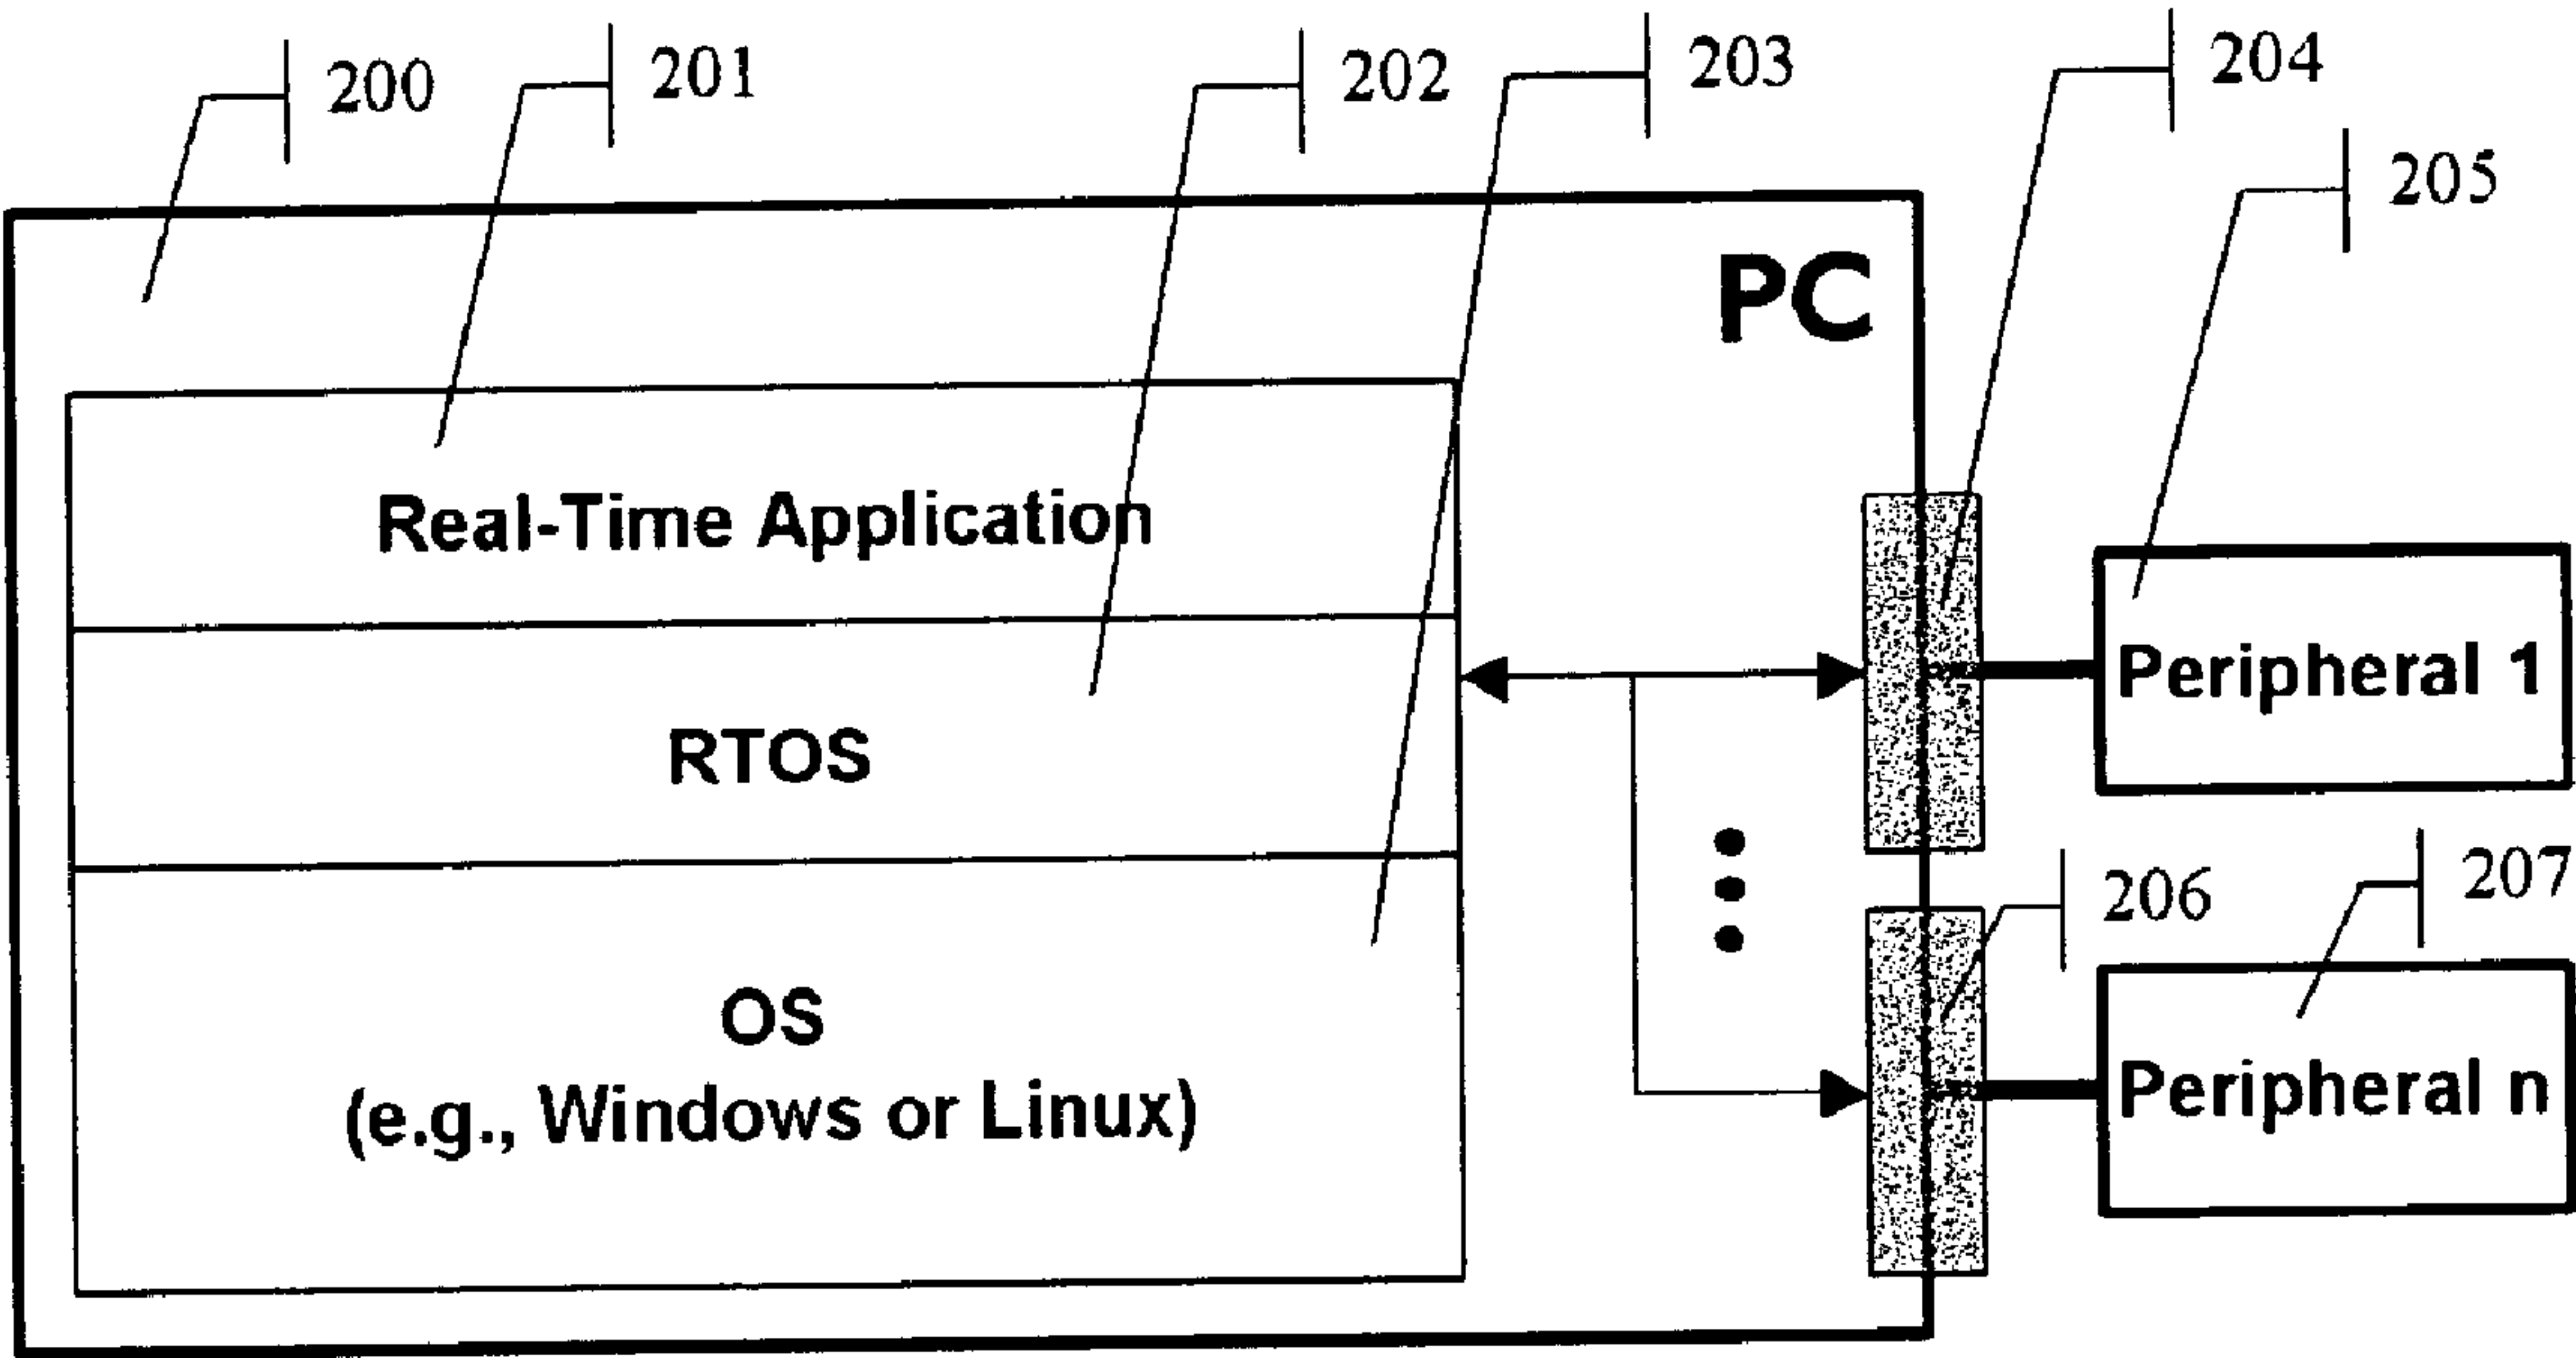 200
201
202
203
204
205
PC
Real-Time Application
RTOS
OS
(e.g., Windows or Linux)
Peripheral 1
206
207
Peripheral n